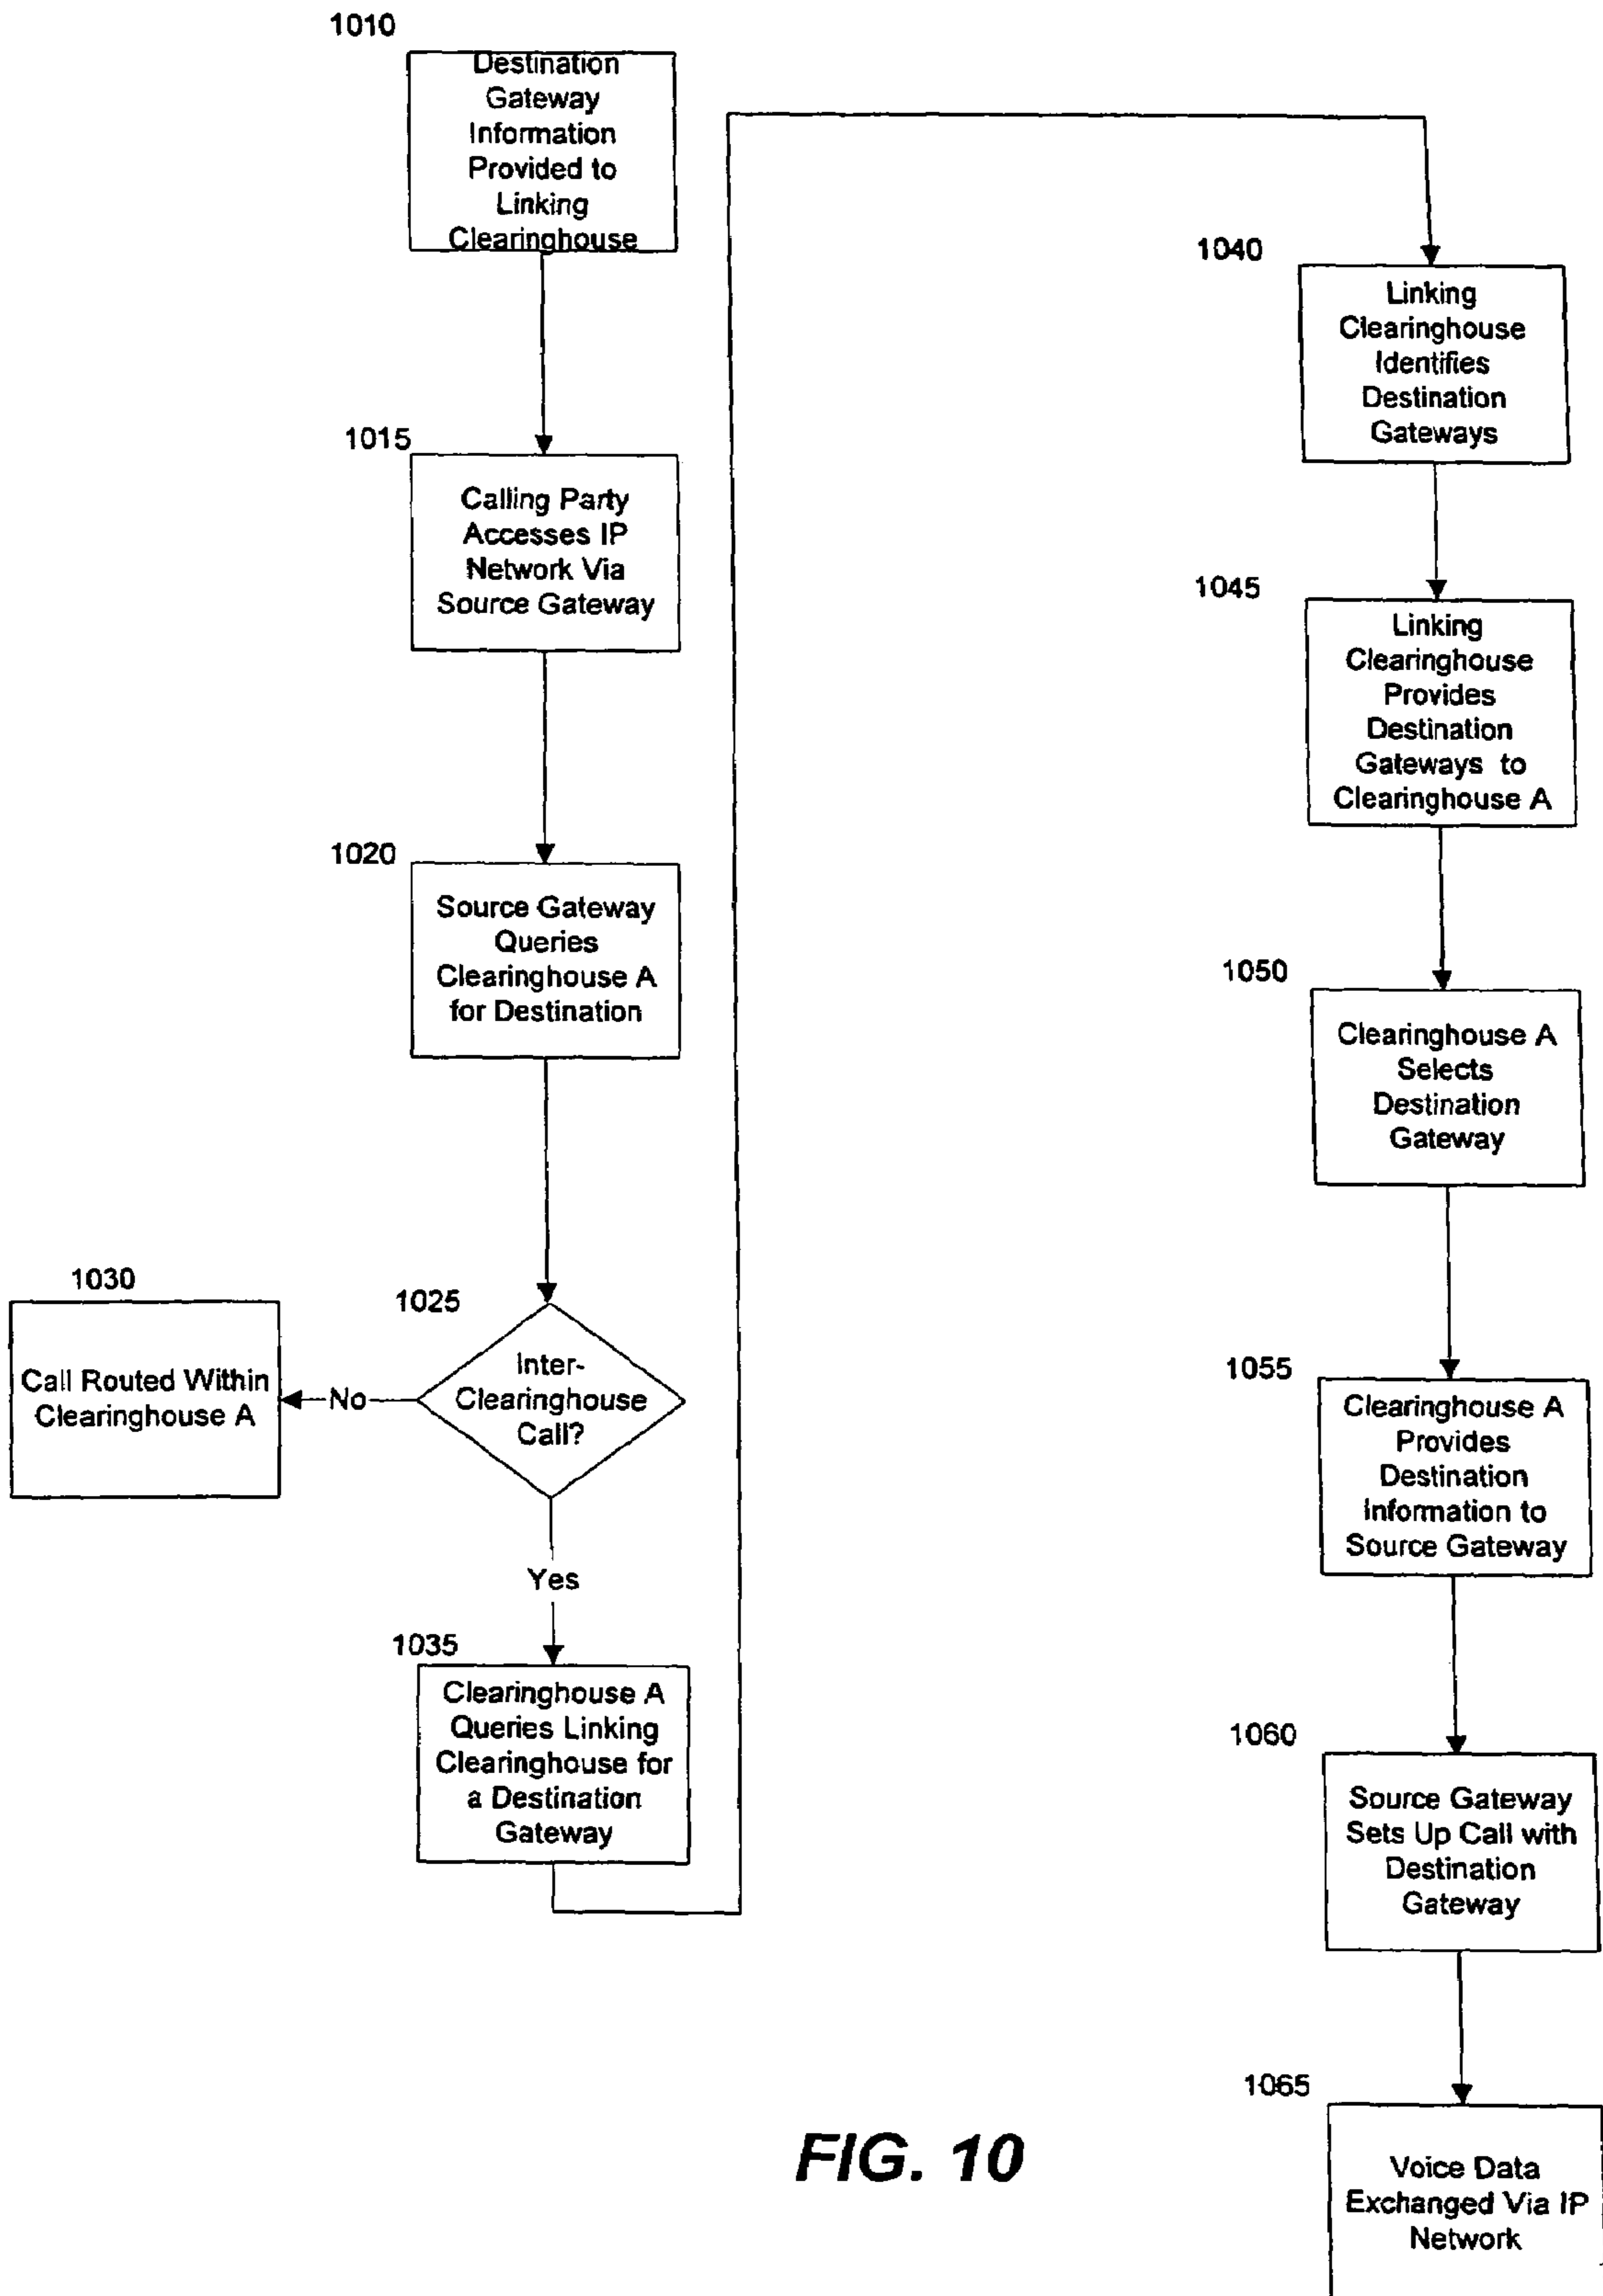 1010
Destination
Gateway
Information
Provided to
Linking
Clearinghouse
1015
Calling Party
Accesses IP
Network Via
Source Gateway
1020
Source Gateway
Queries
Clearinghouse A
for Destination
1025
Inter-
Clearinghouse
Call?
No
1030
Call Routed Within
Clearinghouse A
Yes
1035
Clearinghouse A
Queries Linking
Clearinghouse for
a Destination
Gateway
1040
Linking
Clearinghouse
Identifies
Destination
Gateways
1045
Linking
Clearinghouse
Provides
Destination
Gateways to
Clearinghouse A
1050
Clearinghouse A
Selects
Destination
Gateway
1055
Clearinghouse A
Provides
Destination
Information to
Source Gateway
1060
Source Gateway
Sets Up Call with
Destination
Gateway
1065
Voice Data
Exchanged Via IP
Network
FIG. 10